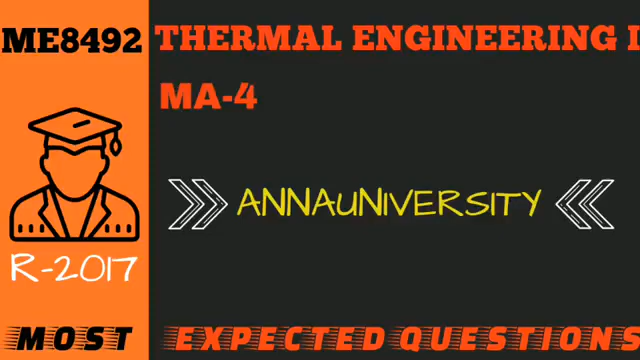 ME8492 THERMAL ENGINEERING I
MA-4
ANNAUNIVERSITY
R-2017
MOST EXPECTED QUESTIONS